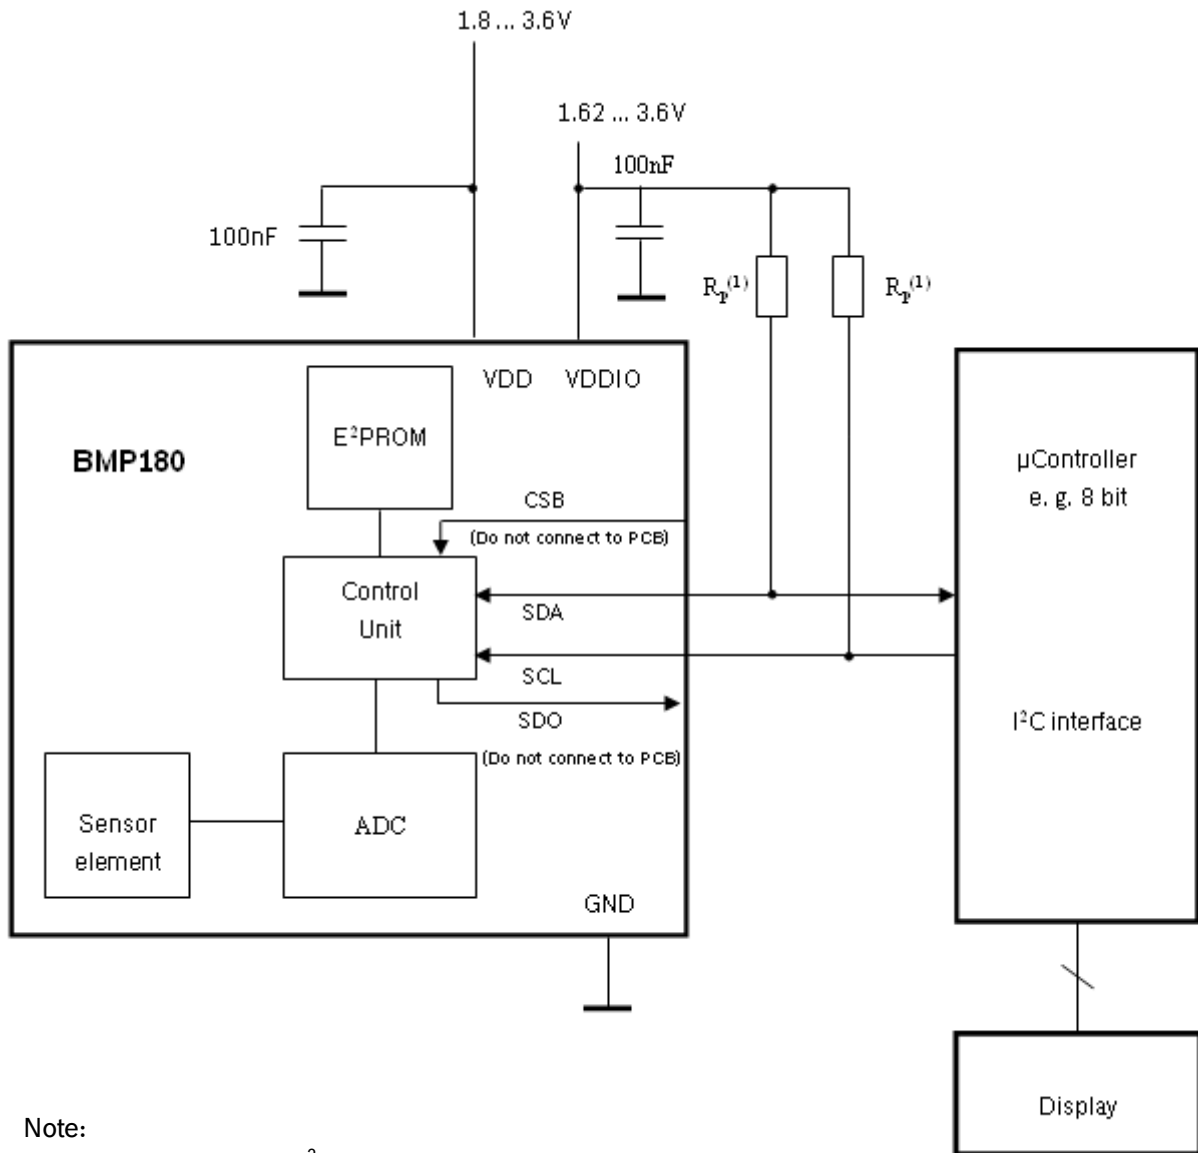 1.8 ... 3.6V
1.62 ... 3.6V
100nF
100nF
Rp(1)
Rp(1)
VDD
VDDIO
E²PROM
BMP180
CSB
(Do not connect to PCB)
Control
Unit
SDA
SCL
SDO
(Do not connect to PCB)
Sensor
element
ADC
GND
µController
e. g. 8 bit
I²C interface
Display
Note:
2